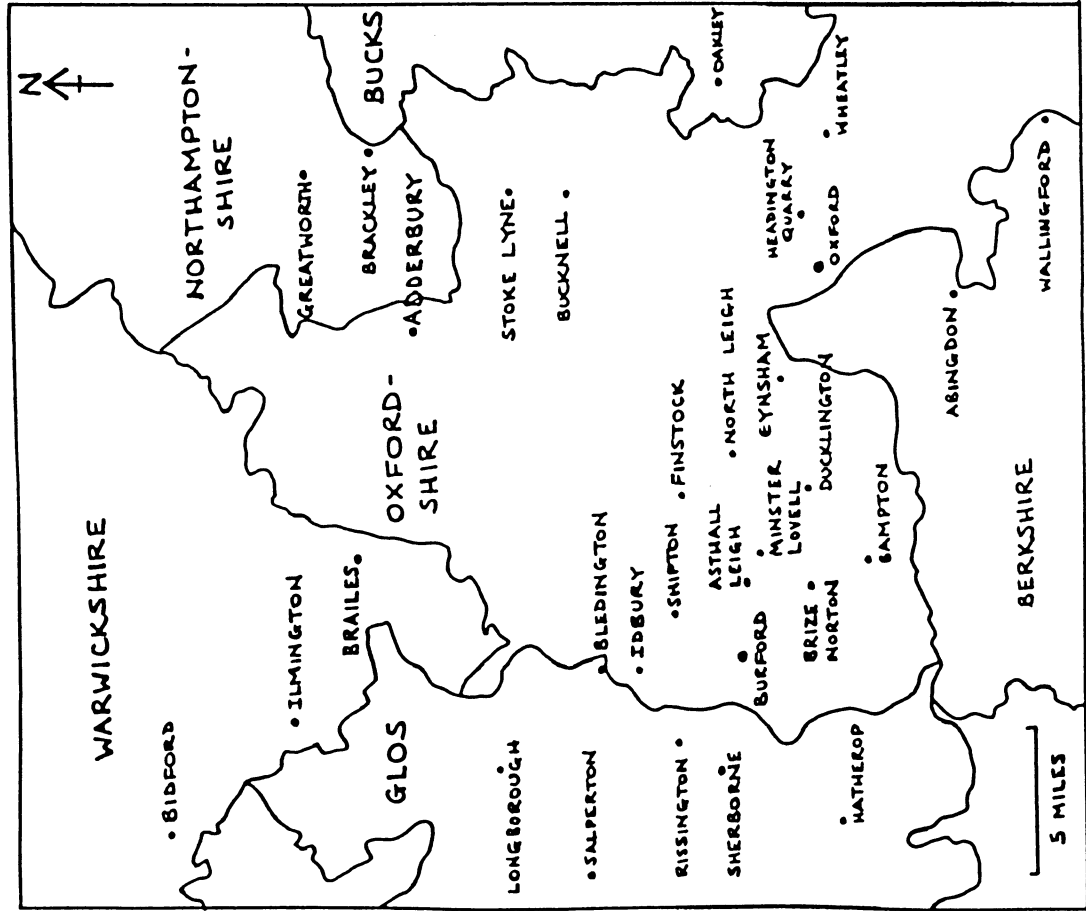 N
WARWICKSHIRE
NORTHAMPTON-
SHIRE
BUCKS
BIDFORD
ILMINGTON
BRAILES
GREATWORTH
BRACKLEY
ADDERBURY
GLOS
OXFORD-
SHIRE
STOKE LYNE
BUCKNELL
LONGBOROUGH
BLEDINGTON
SALPERTON
IDBURY
SHIPTON
FINSTOCK
RISSINGTON
SHERBORNE
ASTHALL
LEIGH
NORTH LEIGH
OAKLEY
BURFORD
MINSTER
LOVELL
EYNSHAM
HEADINGTON
QUARRY
BRIZE
NORTON
DUCKLINGTON
OXFORD
WHEATLEY
HATHEROP
BAMPTON
ABINGDON
BERKSHIRE
WALLINGFORD
5 MILES